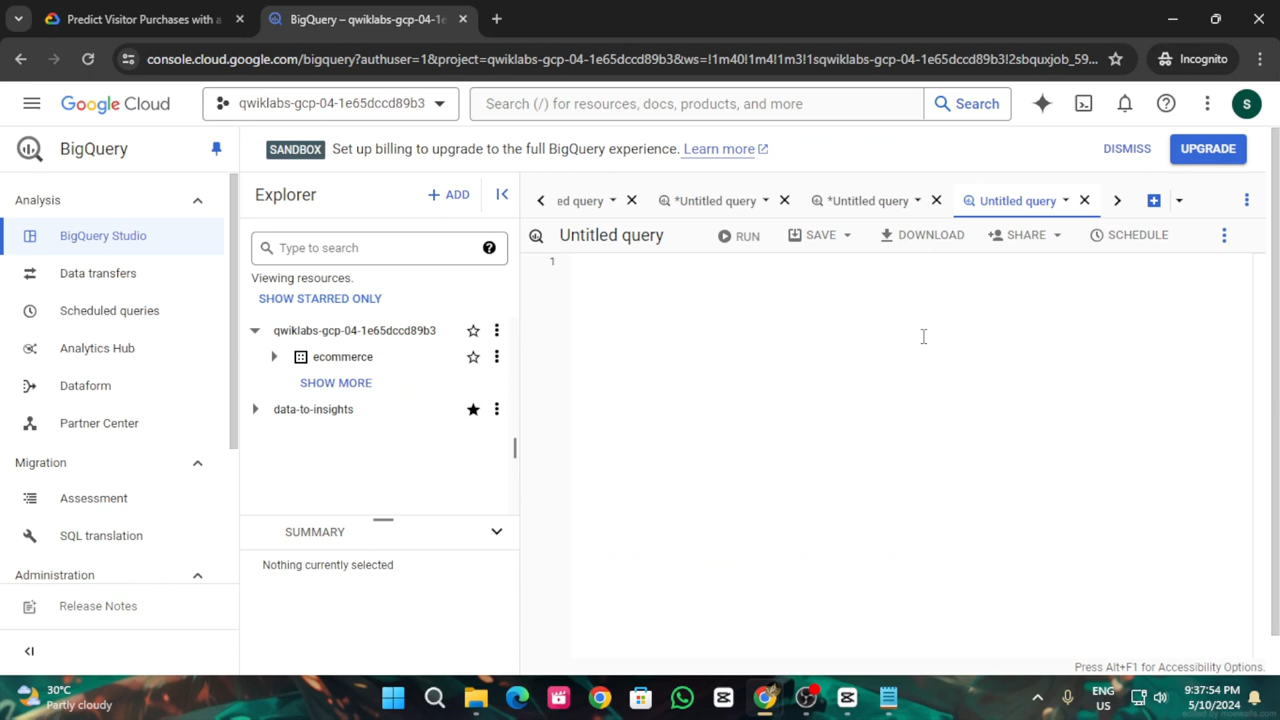 Predict Visitor Purchases with a
BigQuery – qwiklabs-gcp-04-1e
console.cloud.google.com/bigquery?authuser=1&project=qwiklabs-gcp-04-1e65dccd89b3&ws=!1m40!1m4!1m3!1sqwiklabs-gcp-04-1e65dccd89b3!2sbquxjob_59...
Incognito
Google Cloud
qwiklabs-gcp-04-1e65dccd89b3
Search (/) for resources, docs, products, and more
Search
S
BigQuery
SANDBOX Set up billing to upgrade to the full BigQuery experience. Learn more
DISMISS
UPGRADE
Analysis
BigQuery Studio
Data transfers
Scheduled queries
Analytics Hub
Dataform
Partner Center
Migration
Assessment
SQL translation
Administration
Release Notes
Explorer
+ ADD
Type to search
Viewing resources.
SHOW STARRED ONLY
qwiklabs-gcp-04-1e65dccd89b3
ecommerce
SHOW MORE
data-to-insights
SUMMARY
Nothing currently selected
ed query
*Untitled query
*Untitled query
Untitled query
Untitled query
RUN
SAVE
DOWNLOAD
SHARE
SCHEDULE
1
Press Alt+F1 for Accessibility Options.
30°C
Partly cloudy
ENG
US
9:37:54 PM
5/10/2024